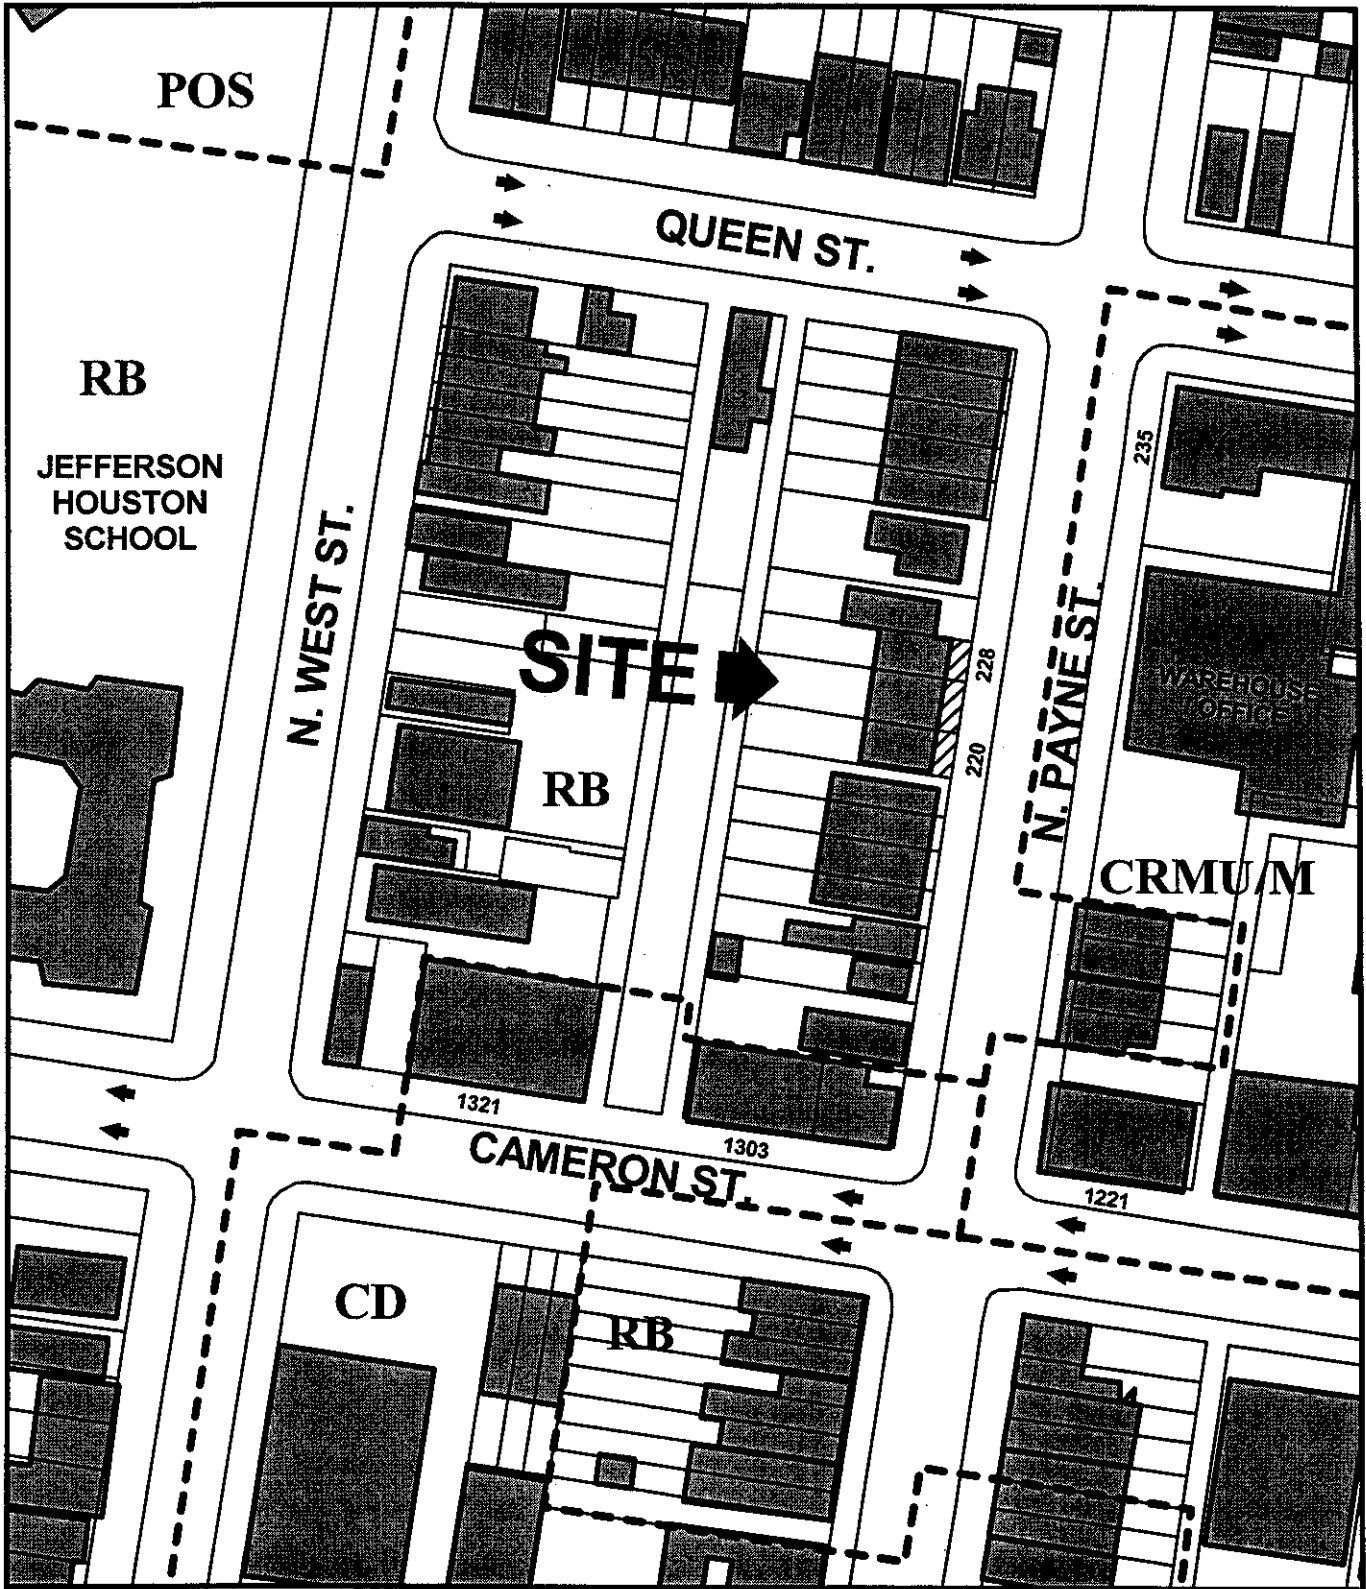 POS
QUEEN ST.
RB
235
JEFFERSON
HOUSTON
SCHOOL
N. WEST ST.
SITE
228
N. PAYNE ST.
WAREHOUSE
OFFICE
220
RB
CRMU/M
1321
1303
CAMERON ST.
1221
CD
RB